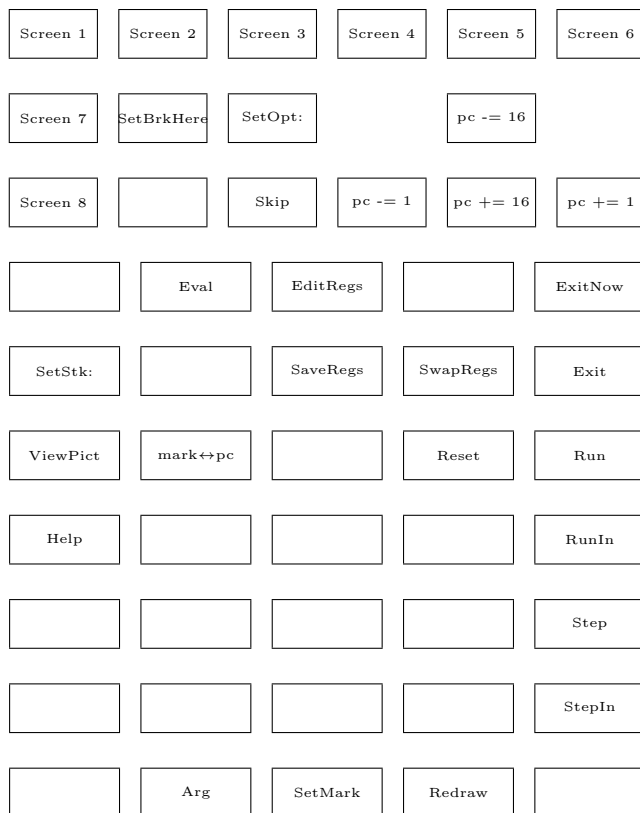 Screen 1 Screen 2 Screen 3 Screen 4 Screen 5 Screen 6
Screen 7 SetBrkHere SetOpt: pc -= 16
Screen 8 Skip pc -= 1 pc += 16 pc += 1
Eval EditRegs ExitNow
SetStk: SaveRegs SwapRegs Exit
ViewPict mark↔pc Reset Run
Help RunIn
Step
StepIn
Arg SetMark Redraw